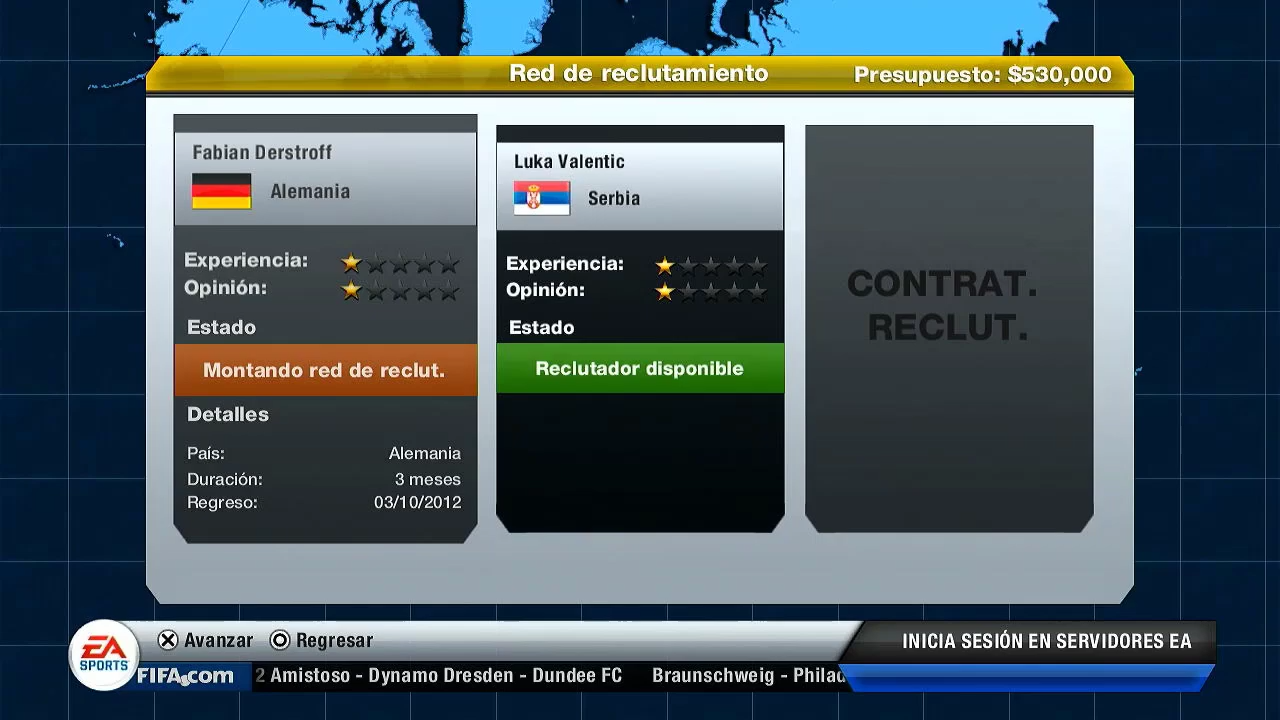 Red de reclutamiento
Presupuesto: $530,000
Fabian Derstroff
Alemania
Experiencia:
Opinión:
Estado
Montando red de reclut.
Detalles
País: Alemania
Duración: 3 meses
Regreso: 03/10/2012
Luka Valentic
Serbia
Experiencia:
Opinión:
Estado
Reclutador disponible
CONTRAT.
RECLUT.
EA
SPORTS
Avanzar
Regresar
INICIA SESIÓN EN SERVIDORES EA
FIFA.com
2 Amistoso - Dynamo Dresden - Dundee FC
Braunschweig - Philad